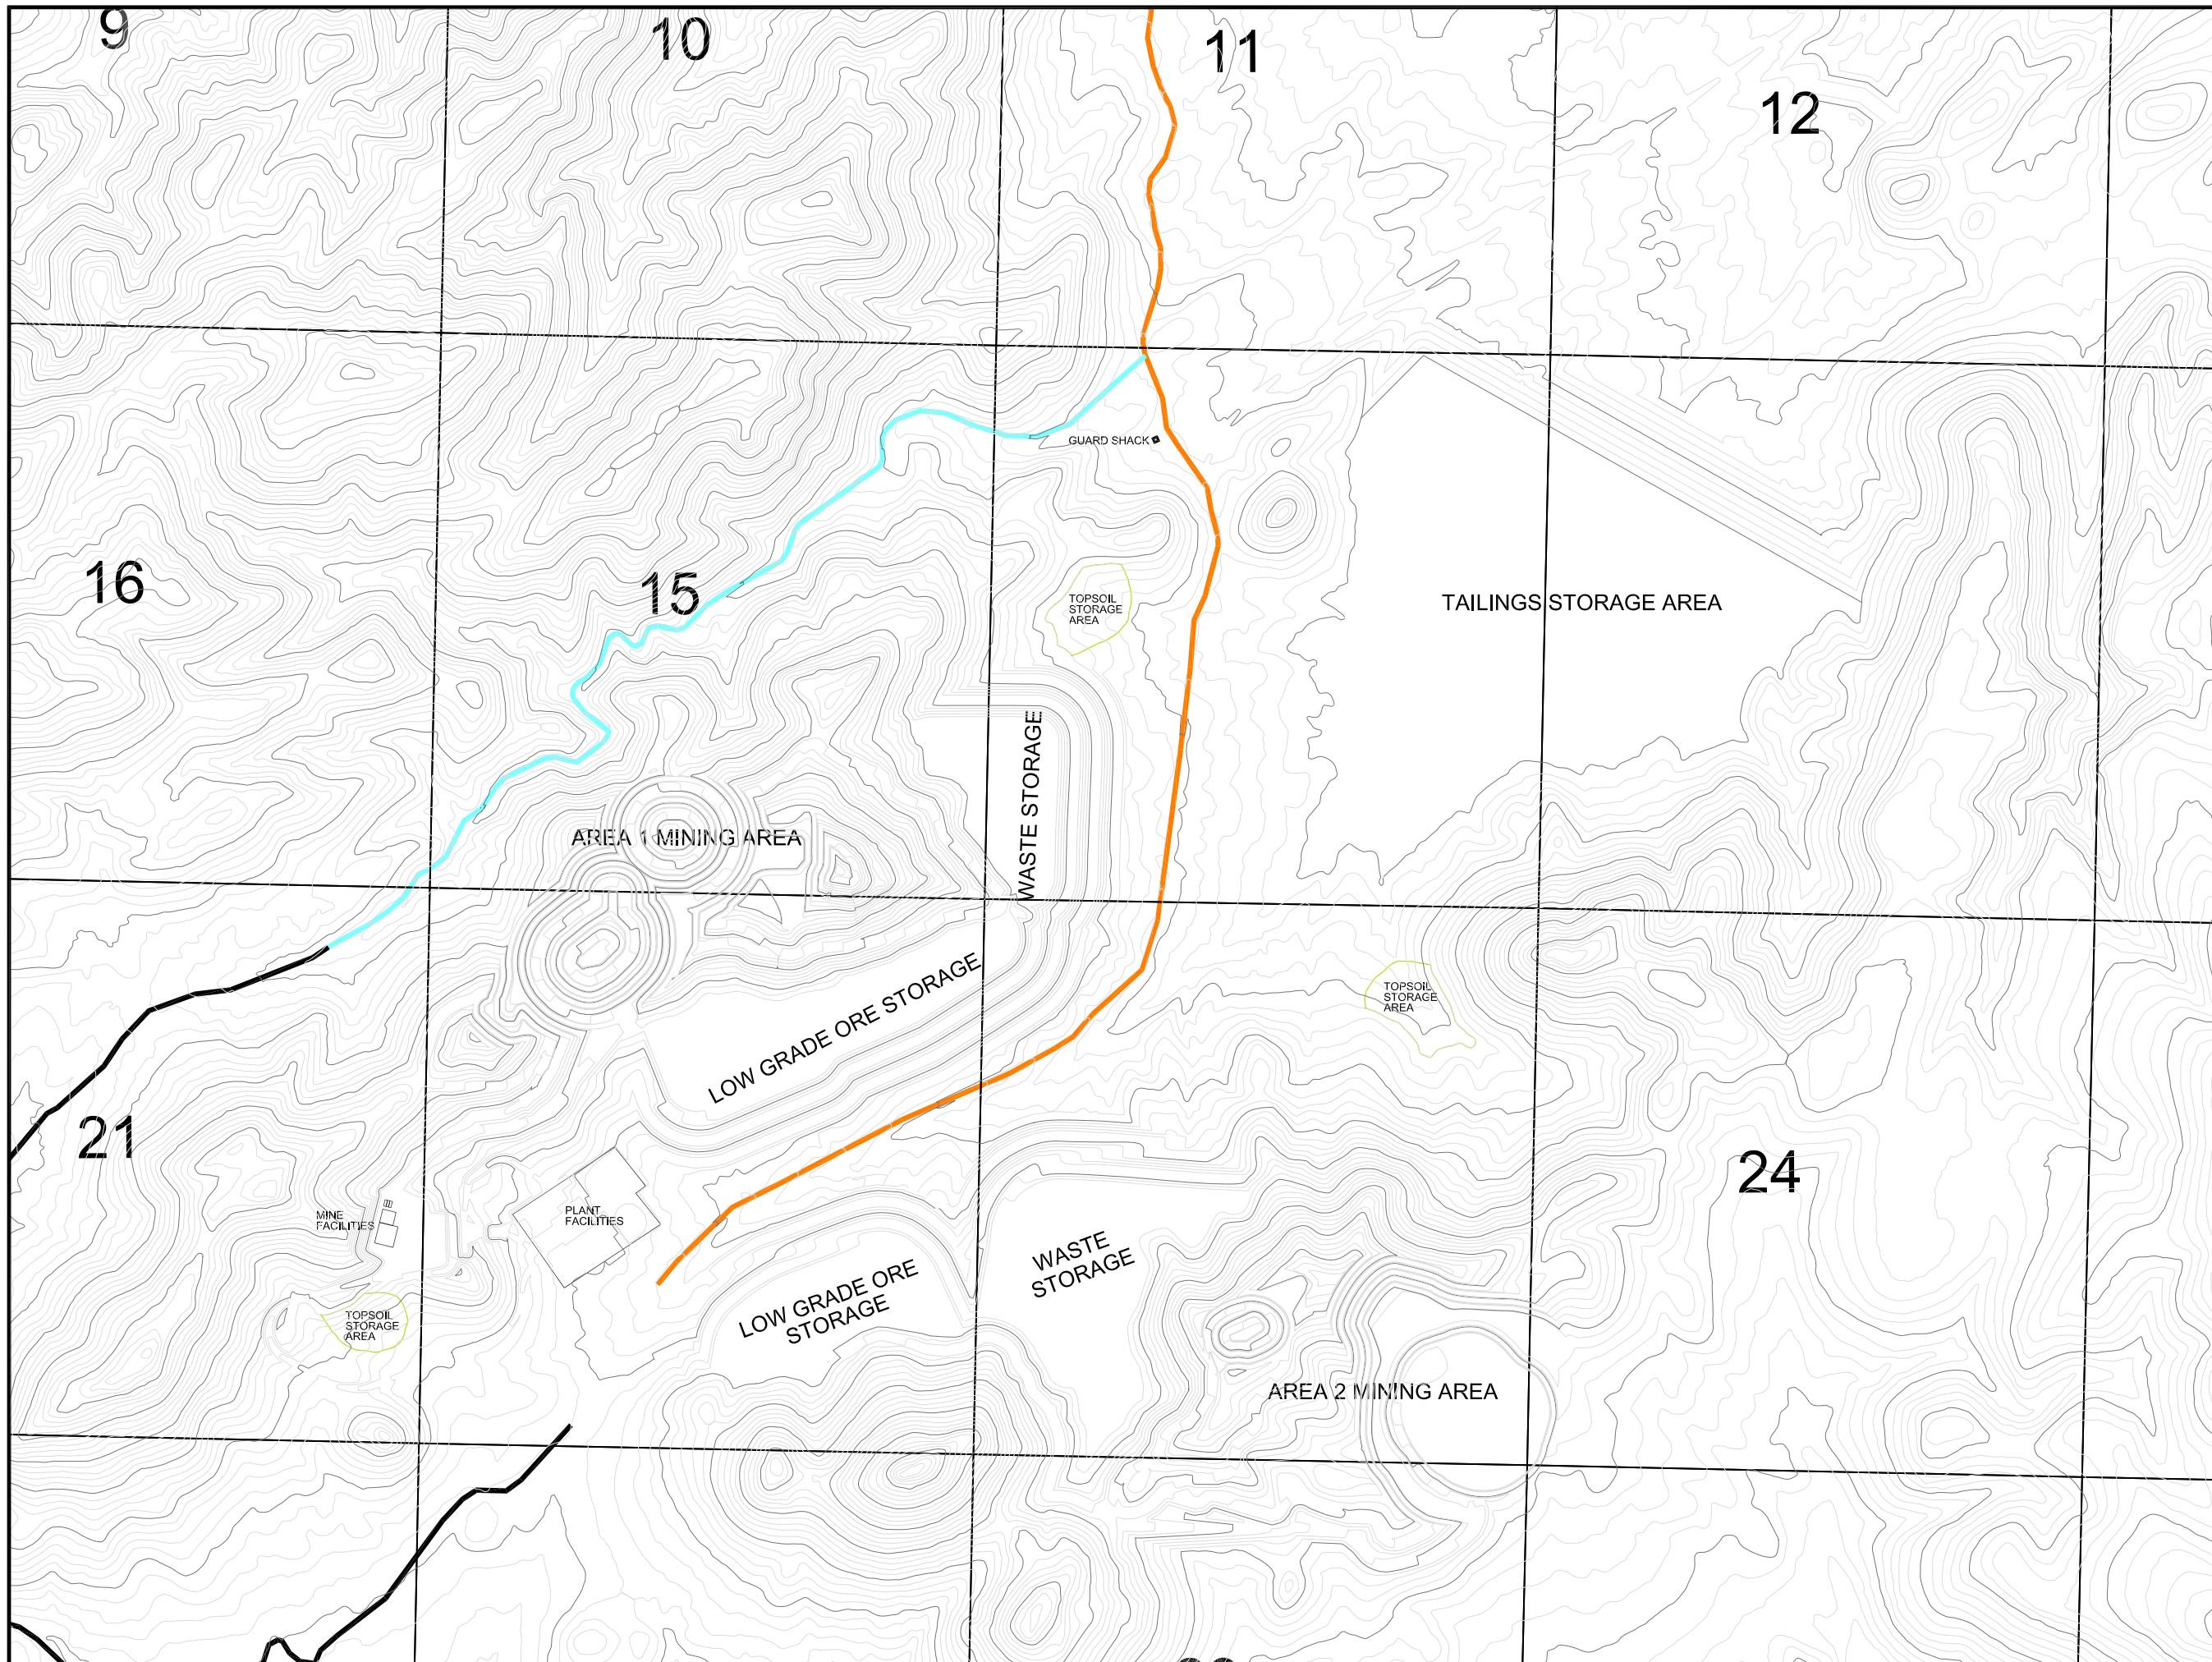 9
10
11
12
GUARD SHACK
16
15
TOPSOIL
STORAGE
AREA
TAILINGS STORAGE AREA
WASTE STORAGE
AREA 1 MINING AREA
LOW GRADE ORE STORAGE
TOPSOIL
STORAGE
AREA
21
24
MINE
FACILITIES
PLANT
FACILITIES
WASTE
STORAGE
LOW GRADE ORE
STORAGE
TOPSOIL
STORAGE
AREA
AREA 2 MINING AREA